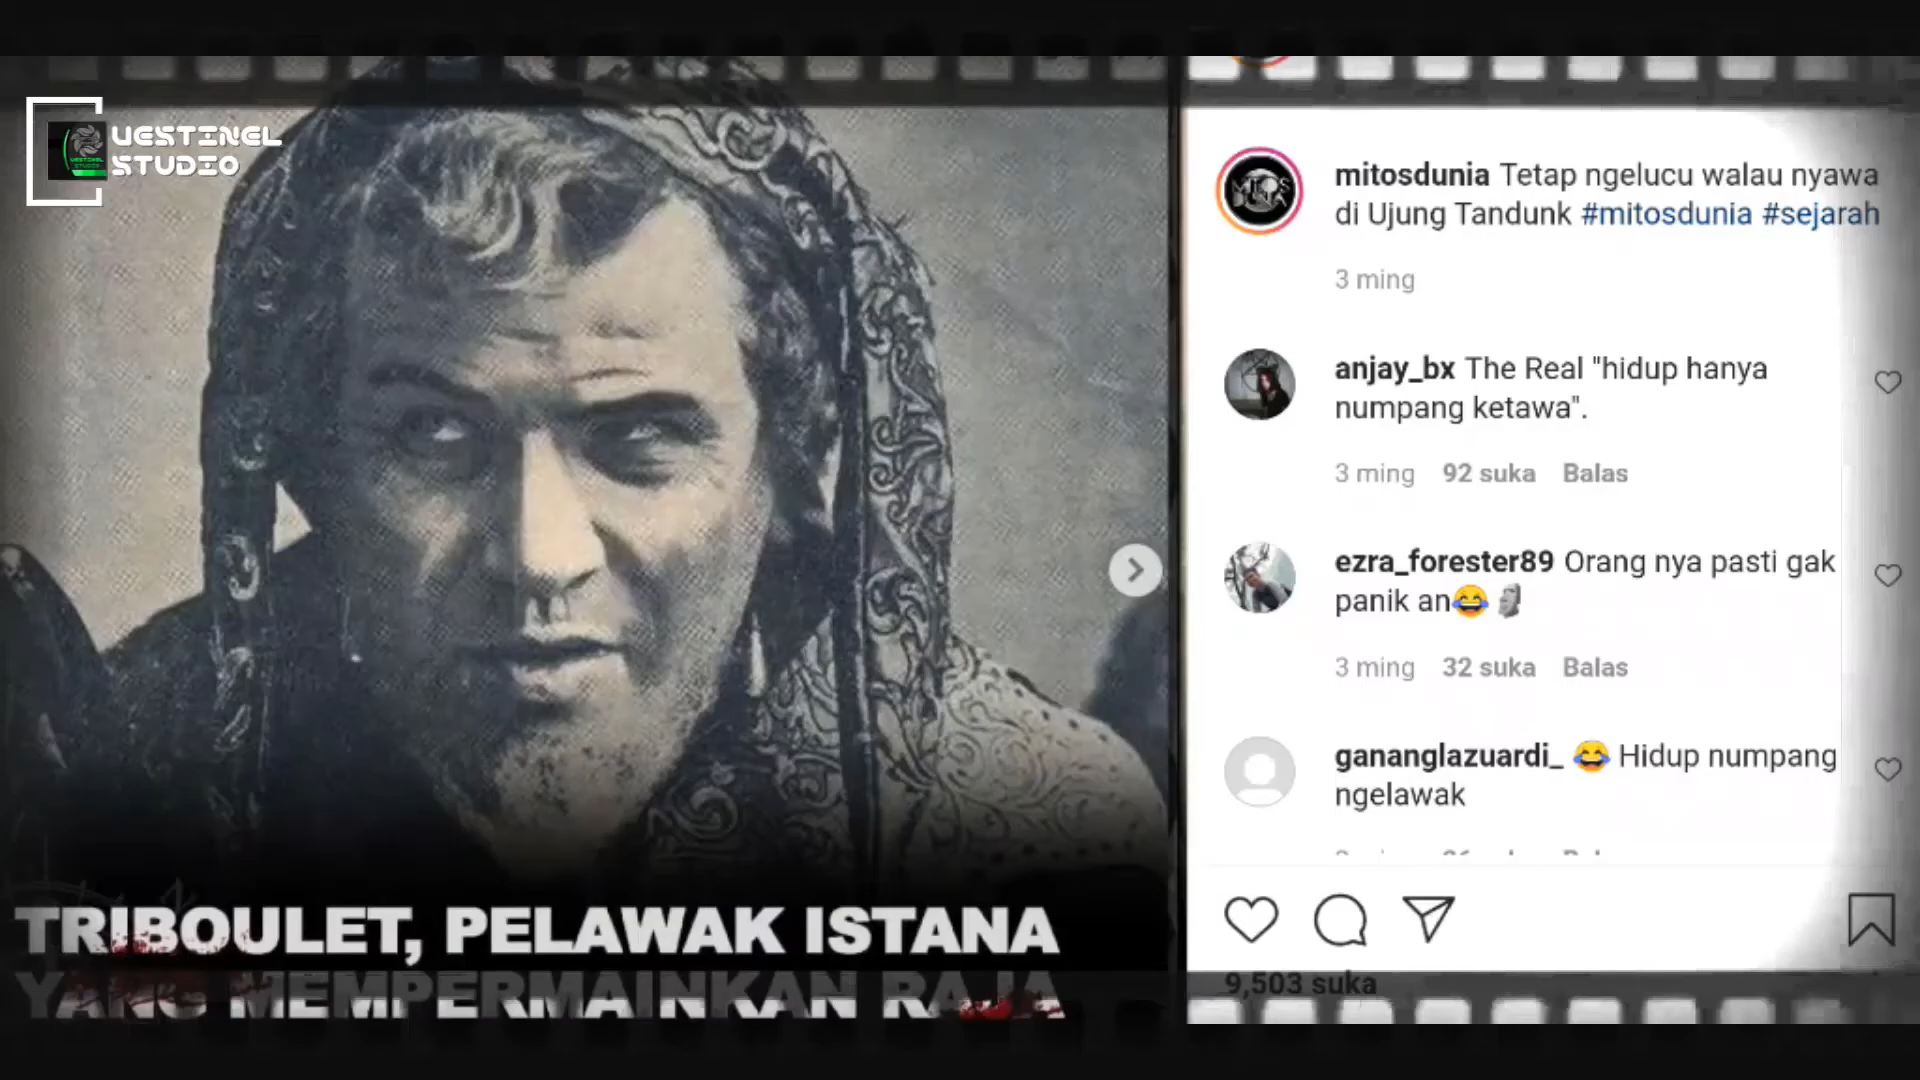 VESTINEL
STUDIO
TRIBOULET, PELAWAK ISTANA
YANG MEMPERMAINKAN RAJA
mitosdunia Tetap ngelucu walau nyawa
di Ujung Tandunk #mitosdunia #sejarah
3 ming
anjay_bx The Real "hidup hanya
numpang ketawa".
3 ming 92 suka Balas
ezra_forester89 Orang nya pasti gak
panik an😂🗿
3 ming 32 suka Balas
gananglazuardi_ 😂 Hidup numpang
ngelawak
9,503 suka